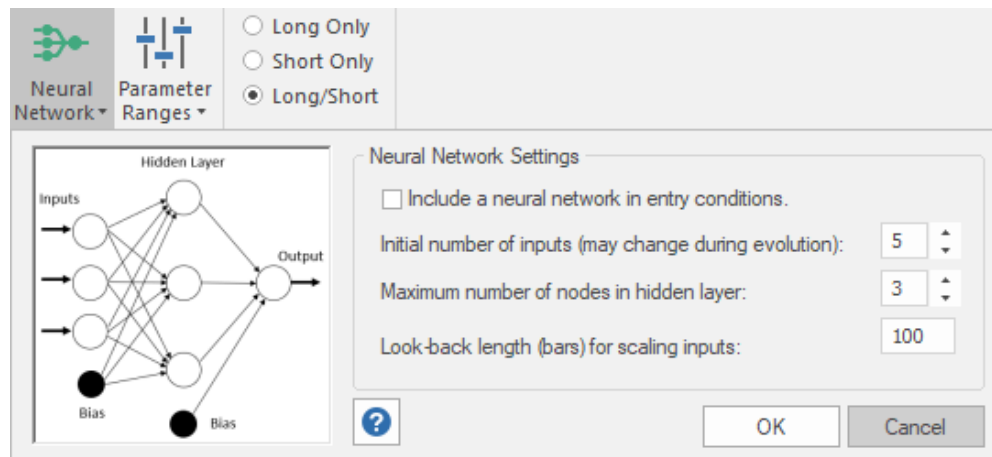 Neural
Network
Parameter
Ranges
Long Only
Short Only
Long/Short
Hidden Layer
Inputs
Output
Bias
Bias
Neural Network Settings
Include a neural network in entry conditions.
Initial number of inputs (may change during evolution):
5
Maximum number of nodes in hidden layer:
3
Look-back length (bars) for scaling inputs:
100
?
OK
Cancel